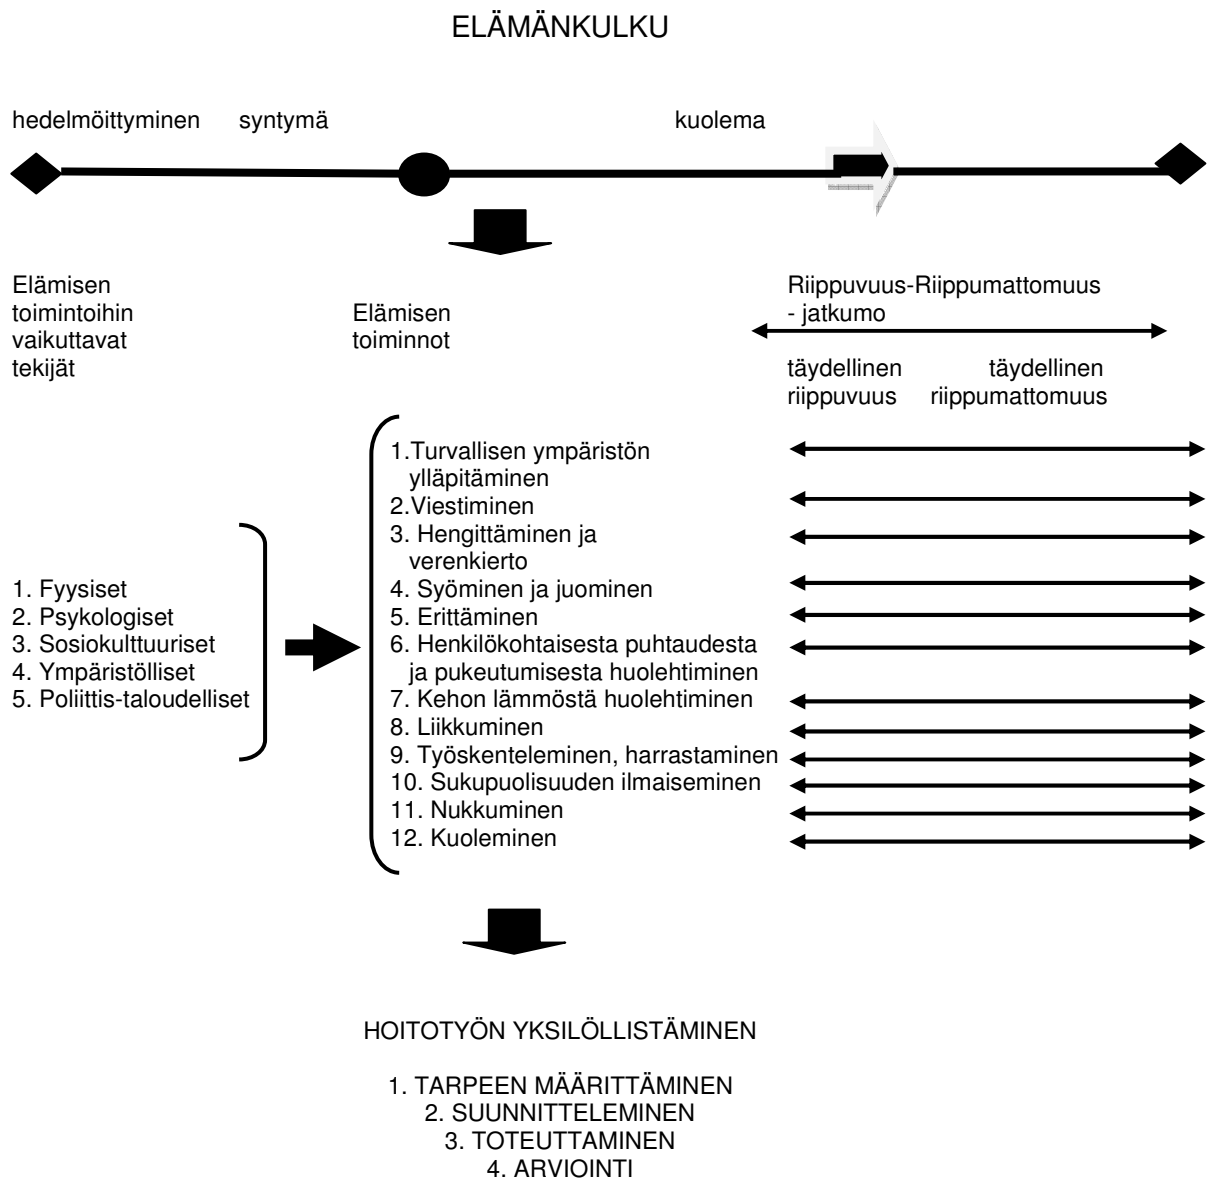 ELÄMÄNKULKU
hedelmöittyminen syntymä kuolema
Elämisen
toimintoihin
vaikuttavat
tekijät
Elämisen
toiminnot
Riippuvuus-Riippumattomuus
- jatkumo
täydellinen täydellinen
riippuvuus riippumattomuus
1. Fyysiset
2. Psykologiset
3. Sosiokulttuuriset
4. Ympäristölliset
5. Poliittis-taloudelliset
1.Turvallisen ympäristön
ylläpitäminen
2.Viestiminen
3. Hengittäminen ja
verenkierto
4. Syöminen ja juominen
5. Erittäminen
6. Henkilökohtaisesta puhtaudesta
ja pukeutumisesta huolehtiminen
7. Kehon lämmöstä huolehtiminen
8. Liikkuminen
9. Työskenteleminen, harrastaminen
10. Sukupuolisuuden ilmaiseminen
11. Nukkuminen
12. Kuoleminen
HOITOTYÖN YKSILÖLLISTÄMINEN
1. TARPEEN MÄÄRITTÄMINEN
2. SUUNNITTELEMINEN
3. TOTEUTTAMINEN
4. ARVIOINTI